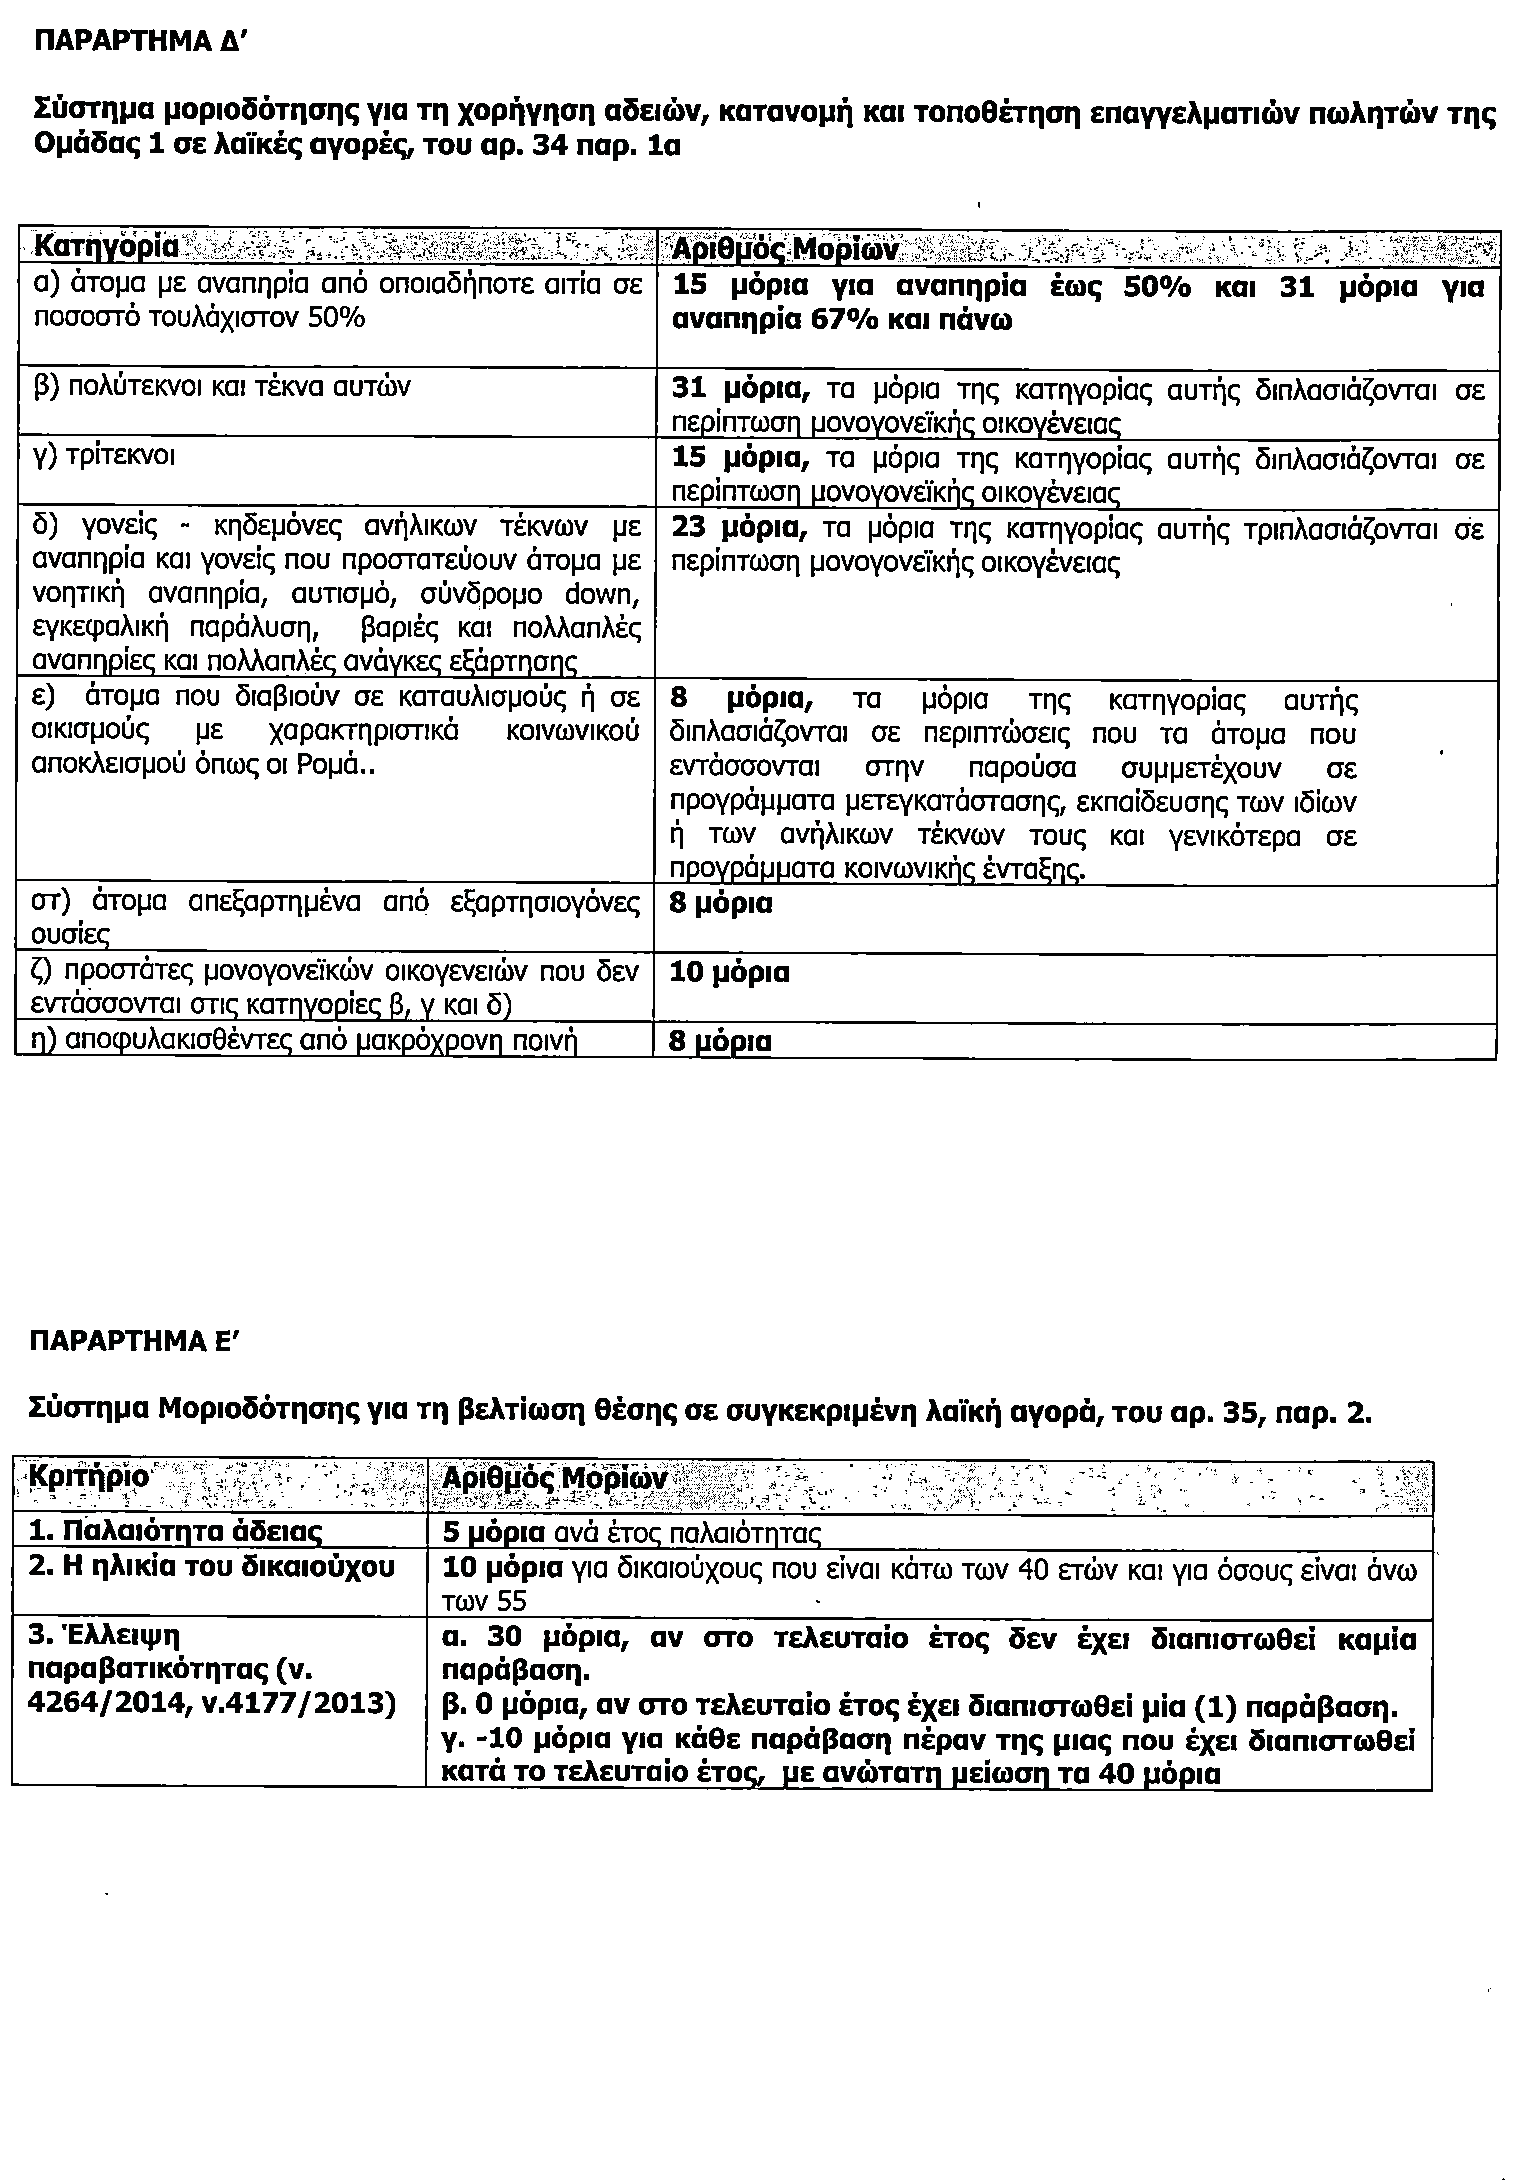 ΠΑΡΑΡΤΗΜΑ Δ'
Σύστημα μοριοδότησης για τη χορήγηση αδειών, κατανομή και τοποθέτηση επαγγελματιών πωλητών της
Ομάδας 1 σε λαϊκές αγορές, του αρ. 34 παρ. 1α
Κατηγορία
Αριθμός Μορίων
α) άτομα με αναπηρία από οποιαδήποτε αιτία σε
ποσοστό τουλάχιστον 50%
15 μόρια για αναπηρία έως 50% και 31 μόρια για
αναπηρία 67% και πάνω
β) πολύτεκνοι και τέκνα αυτών
31 μόρια, τα μόρια της κατηγορίας αυτής διπλασιάζονται σε
περίπτωση μονογονεϊκής οικογένειας
γ) τρίτεκνοι
15 μόρια, τα μόρια της κατηγορίας αυτής διπλασιάζονται σε
περίπτωση μονογονεϊκής οικογένειας
δ) γονείς - κηδεμόνες ανήλικων τέκνων με
αναπηρία και γονείς που προστατεύουν άτομα με
νοητική αναπηρία, αυτισμό, σύνδρομο down,
εγκεφαλική παράλυση, βαριές και πολλαπλές
αναπηρίες και πολλαπλές ανάγκες εξάρτησης
23 μόρια, τα μόρια της κατηγορίας αυτής τριπλασιάζονται σε
περίπτωση μονογονεϊκής οικογένειας
ε) άτομα που διαβιούν σε καταυλισμούς ή σε
οικισμούς με χαρακτηριστικά κοινωνικού
αποκλεισμού όπως οι Ρομά..
8 μόρια, τα μόρια της κατηγορίας αυτής
διπλασιάζονται σε περιπτώσεις που τα άτομα που
εντάσσονται στην παρούσα συμμετέχουν σε
προγράμματα μετεγκατάστασης, εκπαίδευσης των ιδίων
ή των ανήλικων τέκνων τους και γενικότερα σε
προγράμματα κοινωνικής ένταξης.
στ) άτομα απεξαρτημένα από εξαρτησιογόνες
ουσίες
8 μόρια
ζ) προστάτες μονογονεϊκών οικογενειών που δεν
εντάσσονται στις κατηγορίες β, γ και δ)
10 μόρια
η) αποφυλακισθέντες από μακρόχρονη ποινή
8 μόρια
ΠΑΡΑΡΤΗΜΑ Ε'
Σύστημα Μοριοδότησης για τη βελτίωση θέσης σε συγκεκριμένη λαϊκή αγορά, του αρ. 35, παρ. 2.
Κριτήριο
Αριθμός Μορίων
1. Παλαιότητα άδειας
5 μόρια ανά έτος παλαιότητας
2. Η ηλικία του δικαιούχου
10 μόρια για δικαιούχους που είναι κάτω των 40 ετών και για όσους είναι άνω
των 55
3. Έλλειψη
παραβατικότητας (ν.
4264/2014, ν.4177/2013)
α. 30 μόρια, αν στο τελευταίο έτος δεν έχει διαπιστωθεί καμία
παράβαση.
β. 0 μόρια, αν στο τελευταίο έτος έχει διαπιστωθεί μία (1) παράβαση.
γ. -10 μόρια για κάθε παράβαση πέραν της μιας που έχει διαπιστωθεί
κατά το τελευταίο έτος, με ανώτατη μείωση τα 40 μόρια